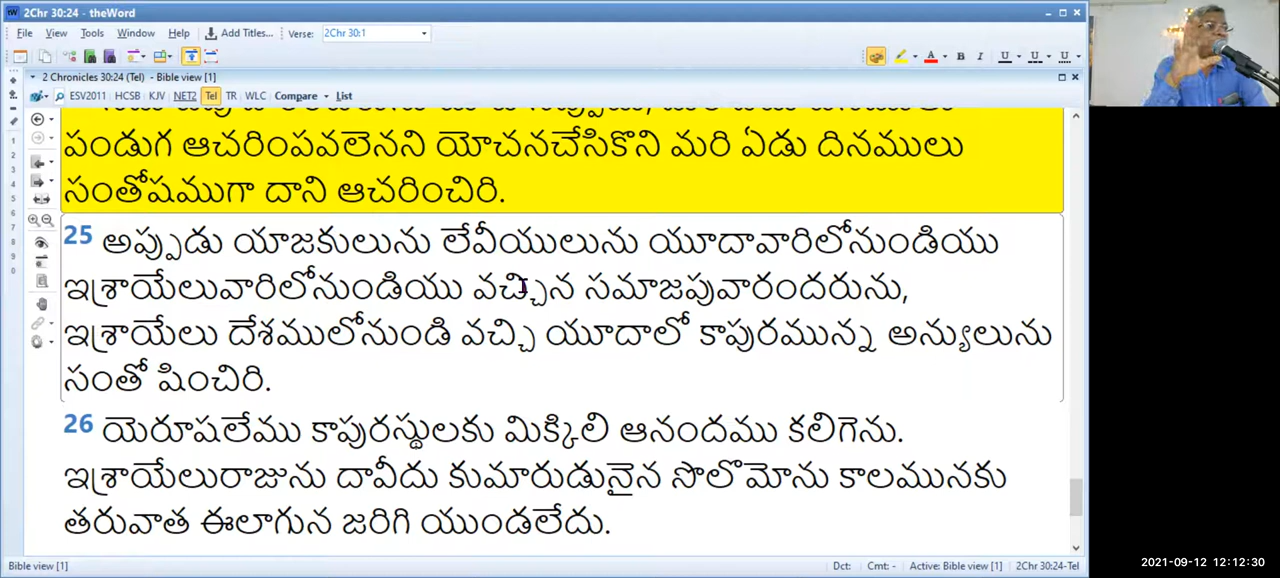 2Chr 30:24 - theWord
File View Tools Window Help Add Titles... Verse: 2Chr 30:1
B I U U U
2 Chronicles 30:24 (Tel) - Bible view [1]
ESV2011 HCSB KJV NET2 Tel TR WLC Compare List
పండుగ ఆచరింపవలెనని యోచనచేసికొని మరి ఏడు దినములు
సంతోషముగా దాని ఆచరించిరి.
25 అప్పుడు యాజకులును లేవీయులును యూదావారిలోనుండియు
ఇశ్రాయేలువారిలోనుండియు వచ్చిన సమాజపువారందరును,
ఇశ్రాయేలు దేశములోనుండి వచ్చి యూదాలో కాపురమున్న అన్యులును
సంతో షించిరి.
26 యెరూషలేము కాపురస్థులకు మిక్కిలి ఆనందము కలిగెను.
ఇశ్రాయేలురాజును దావీదు కుమారుడునైన సొలొమోను కాలమునకు
తరువాత ఈలాగున జరిగి యుండలేదు.
Bible view [1] Dct: Cmt: - Active: Bible view [1] 2Chr 30:24-Tel
2021-09-12 12:12:30